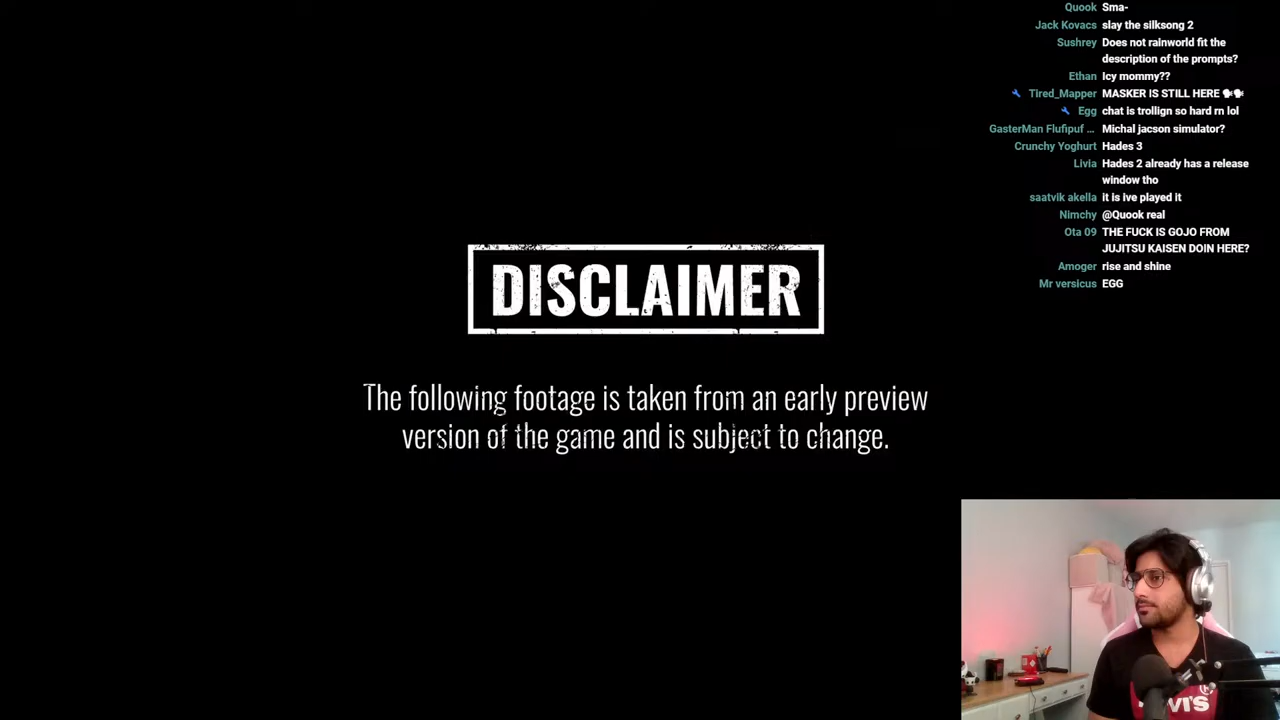 Quook Sma-
Jack Kovacs slay the silksong 2
Sushrey Does not rainworld fit the
description of the prompts?
Ethan Icy mommy??
Tired_Mapper MASKER IS STILL HERE 🗣🗣
Egg chat is trollign so hard rn lol
GasterMan Flufipuf ... Michal jacson simulator?
Crunchy Yoghurt Hades 3
Livia Hades 2 already has a release
window tho
saatvik akella it is ive played it
Nimchy @Quook real
Ota 09 THE FUCK IS GOJO FROM
JUJITSU KAISEN DOIN HERE?
Amoger rise and shine
Mr versicus EGG
DISCLAIMER
The following footage is taken from an early preview
version of the game and is subject to change.